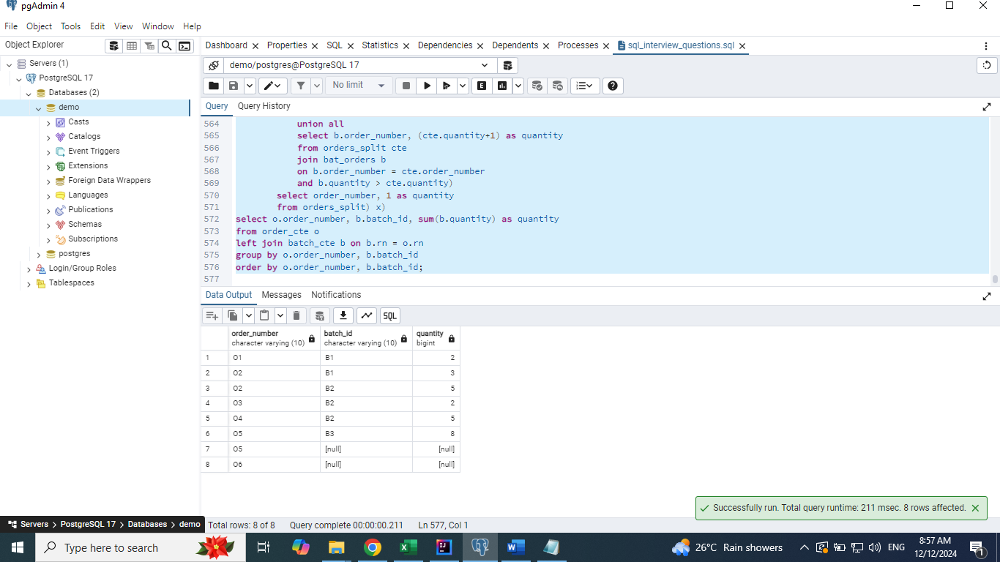 pgAdmin 4
File Object Tools Edit View Window Help
Object Explorer
Servers (1)
PostgreSQL 17
Databases (2)
demo
Casts
Catalogs
Event Triggers
Extensions
Foreign Data Wrappers
Languages
Publications
Schemas
Subscriptions
postgres
Login/Group Roles
Tablespaces
Dashboard Properties SQL Statistics Dependencies Dependents Processes sql_interview_questions.sql
demo/postgres@PostgreSQL 17
No limit E
Query Query History
564 union all
565 select b.order_number, (cte.quantity+1) as quantity
566 from orders_split cte
567 join bat_orders b
568 on b.order_number = cte.order_number
569 and b.quantity > cte.quantity)
570 select order_number, 1 as quantity
571 from orders_split) x)
572 select o.order_number, b.batch_id, sum(b.quantity) as quantity
573 from order_cte o
574 left join batch_cte b on b.rn = o.rn
575 group by o.order_number, b.batch_id
576 order by o.order_number, b.batch_id;
577
Data Output Messages Notifications
SQL
order_number batch_id quantity
character varying (10) character varying (10) bigint
1 O1 B1 2
2 O2 B1 3
3 O2 B2 5
4 O3 B2 2
5 O4 B2 5
6 O5 B3 8
7 O5 [null] [null]
8 O6 [null] [null]
Successfully run. Total query runtime: 211 msec. 8 rows affected.
Servers > PostgreSQL 17 > Databases > demo
Total rows: 8 of 8 Query complete 00:00:00.211 Ln 577, Col 1
Type here to search
26°C Rain showers ENG 8:57 AM
12/12/2024
1